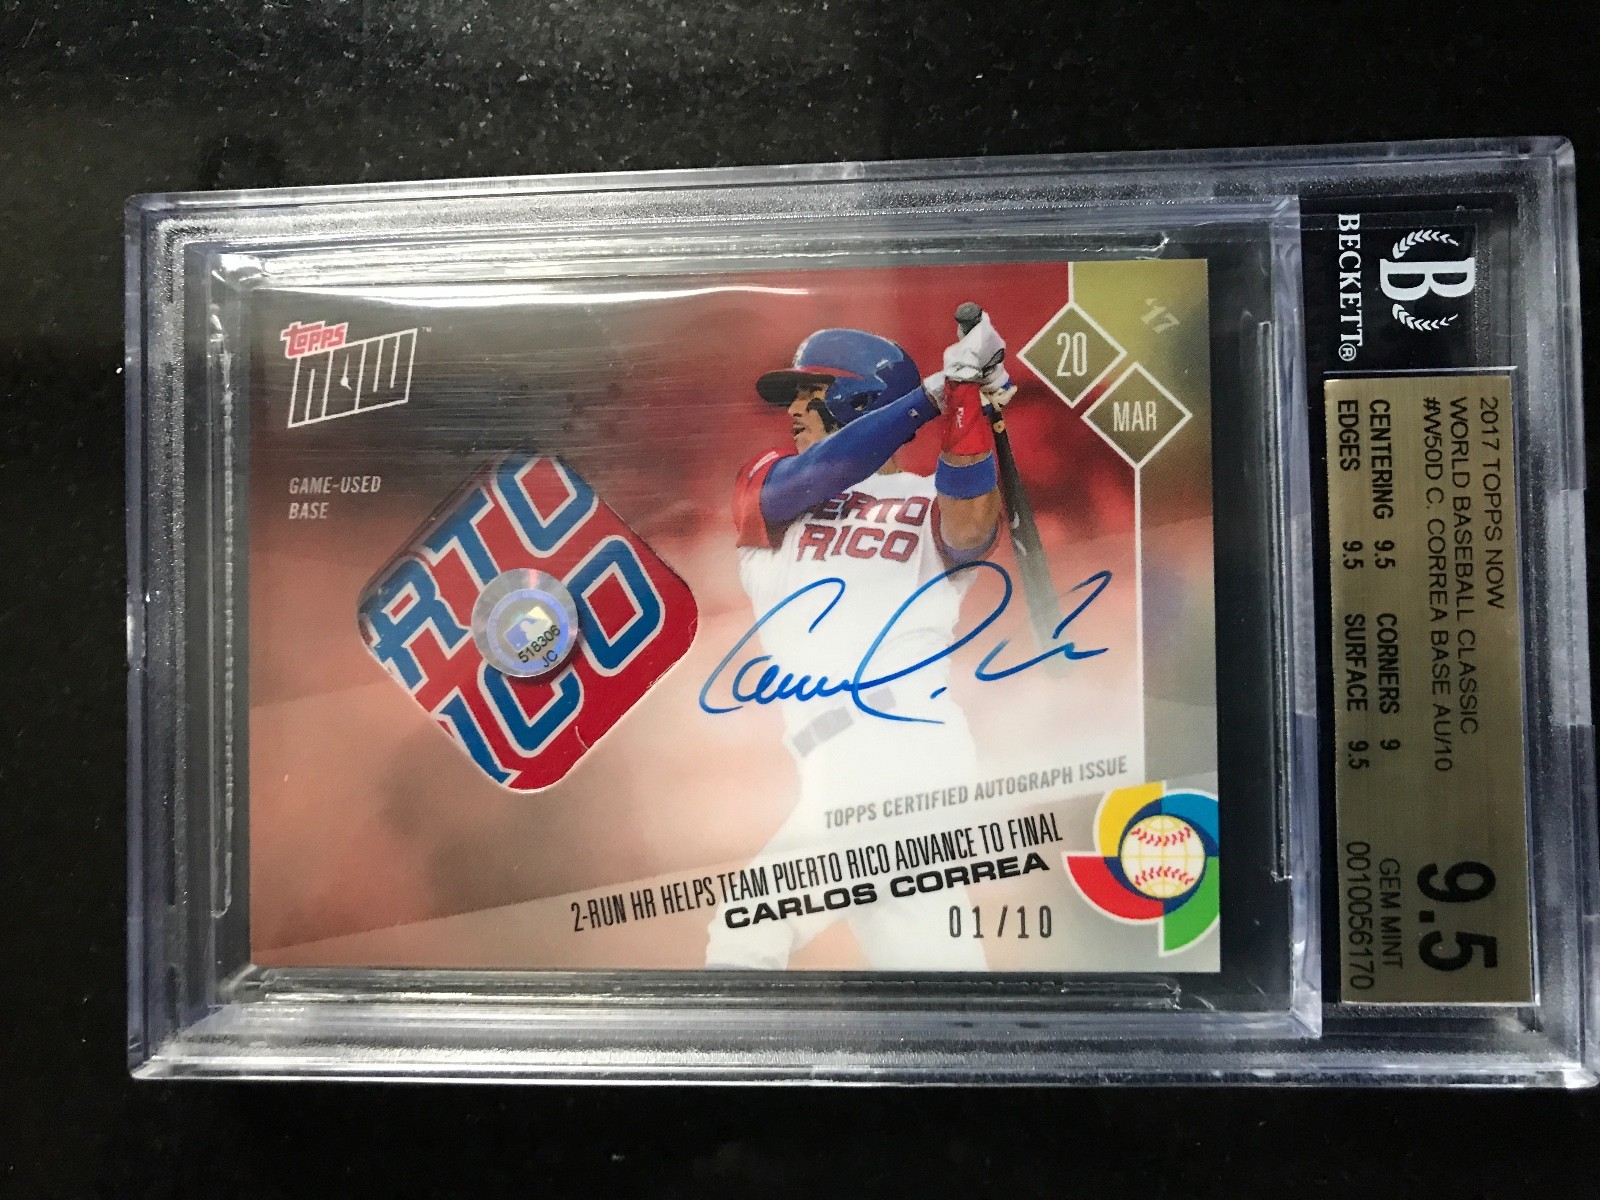 topps
NOW™
GAME-USED
BASE
RTO
ICO
518306
JC
ERTO
RICO
'17
20
MAR
TOPPS CERTIFIED AUTOGRAPH ISSUE
2-RUN HR HELPS TEAM PUERTO RICO ADVANCE TO FINAL
CARLOS CORREA
01/10
B
BECKETT®
2017 TOPPS NOW
WORLD BASEBALL CLASSIC
#W50D C. CORREA BASE AU/10
CENTERING 9.5 CORNERS 9
EDGES 9.5 SURFACE 9.5
9.5
GEM MINT
0010056170